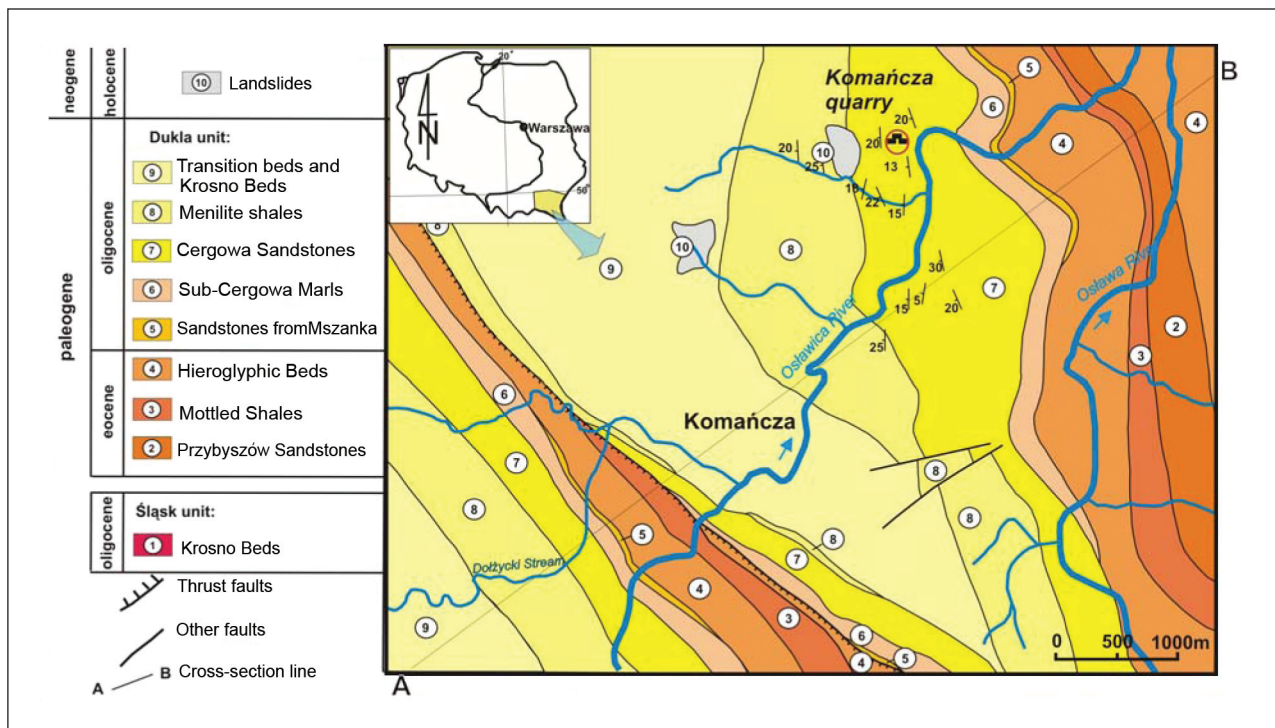 neogene
holocene
10 Landslides
paleogene
oligocene
Dukla unit:
9 Transition beds and
Krosno Beds
8 Menilite shales
7 Cergowa Sandstones
6 Sub-Cergowa Marls
5 Sandstones fromMszanka
eocene
4 Hieroglyphic Beds
3 Mottled Shales
2 Przybyszów Sandstones
oligocene
Śląsk unit:
1 Krosno Beds
Thrust faults
Other faults
A B Cross-section line
20°
N
Warszawa
50°
Komańcza
quarry
B
5
6
4
4
20
20
20
10
25
13
18
22
15
8
10
8
9
30
7
15
5
20
25
Osławica River
Osława River
2
3
6
Komańcza
7
8
8
8
8
5
7
Dołżycki Stream
4
3
9
6
5
4
0 500 1000m
A